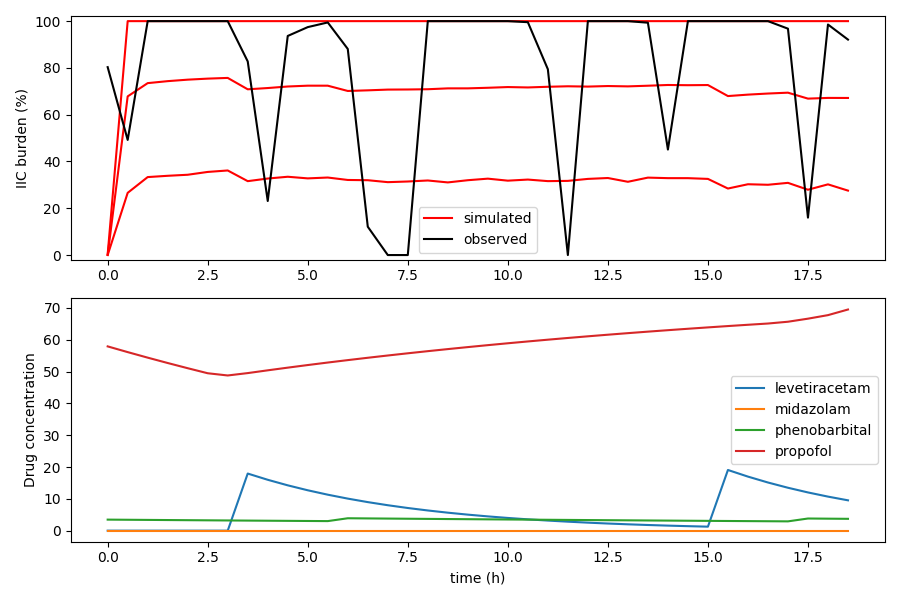 IIC burden (%)
100
80
60
40
20
0
simulated
observed
0.0 2.5 5.0 7.5 10.0 12.5 15.0 17.5
Drug concentration
70
60
50
40
30
20
10
0
levetiracetam
midazolam
phenobarbital
propofol
0.0 2.5 5.0 7.5 10.0 12.5 15.0 17.5
time (h)